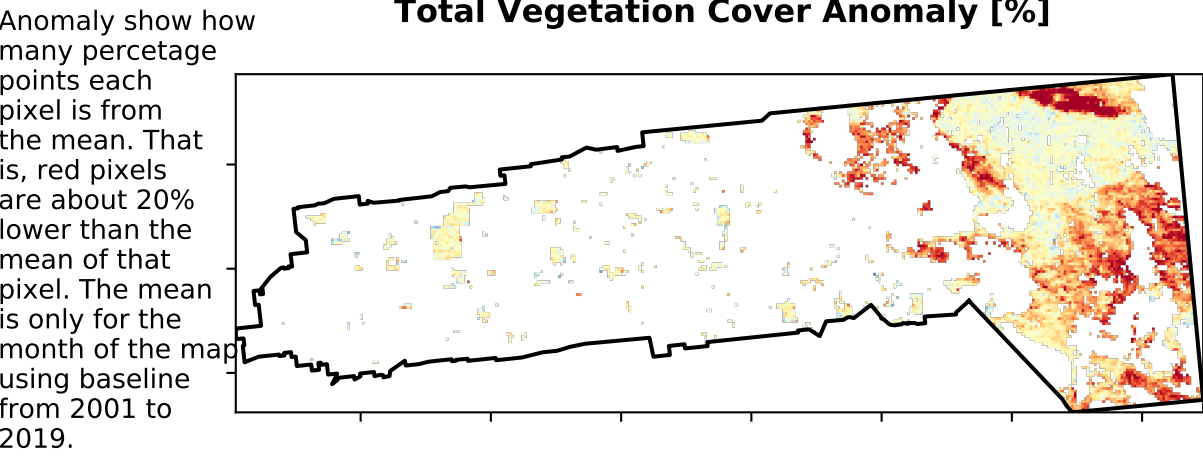 Total Vegetation Cover Anomaly [%]
Anomaly show how
many percetage
points each
pixel is from
the mean. That
is, red pixels
are about 20%
lower than the
mean of that
pixel. The mean
is only for the
month of the map
using baseline
from 2001 to
2019.